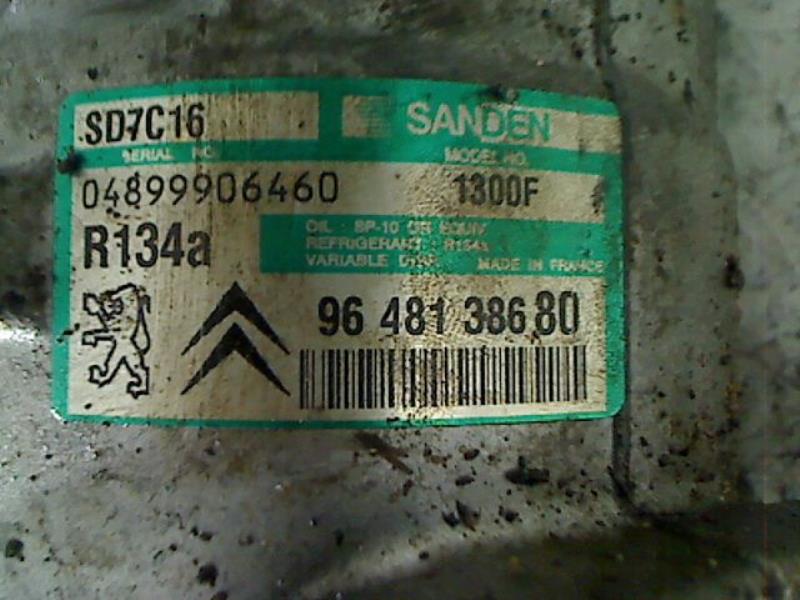 SD7C16 SANDEN
SERIAL NO. MODEL NO.
04899906460 1300F
R134a
OIL : SP-10 OR EQUIV.
REFRIGERANT : R134a
VARIABLE DISP. MADE IN FRANCE
96 481 386 80